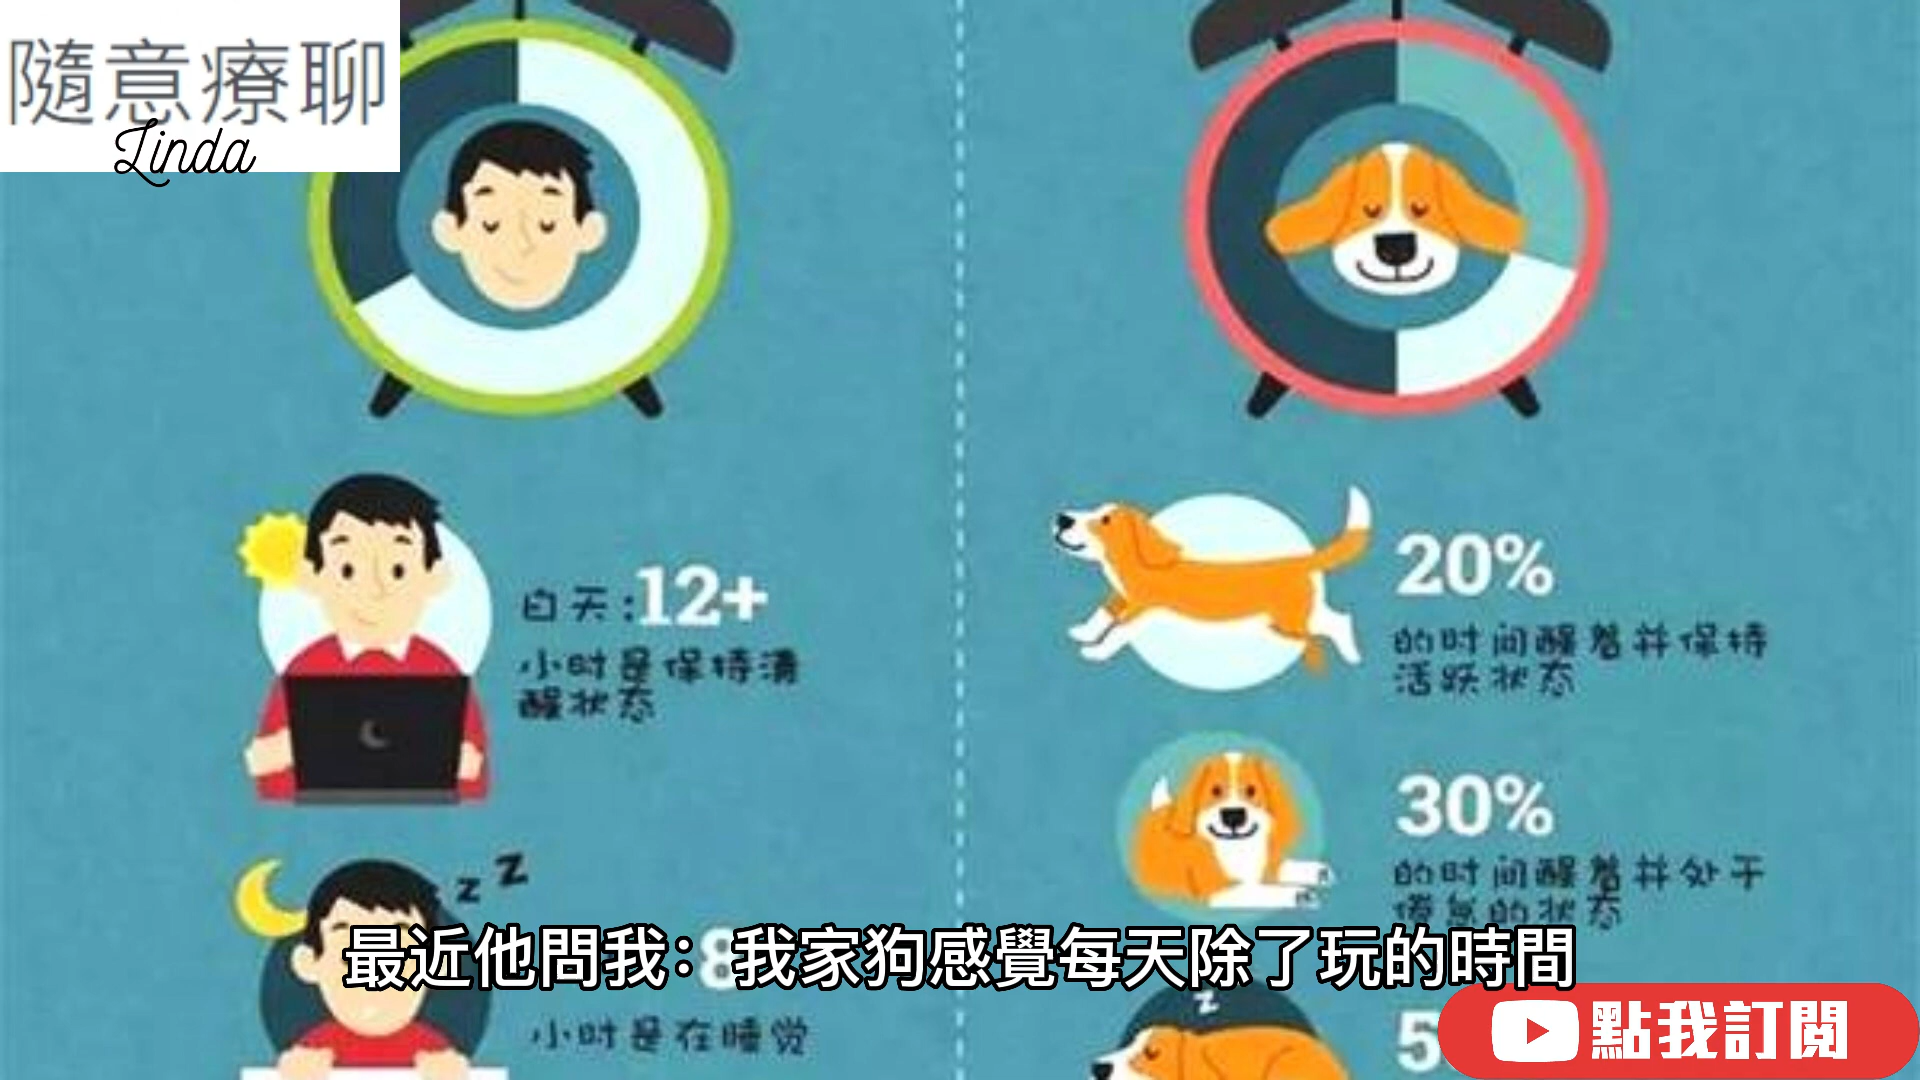 隨意療聊
Linda
白天:12+
小时是保持清
醒状态
20%
的时间醒着并保持
活跃状态
30%
的时间醒着并处于
z z
8
小时是在睡觉
z
5
最近他問我：我家狗感覺每天除了玩的時間
點我訂閱